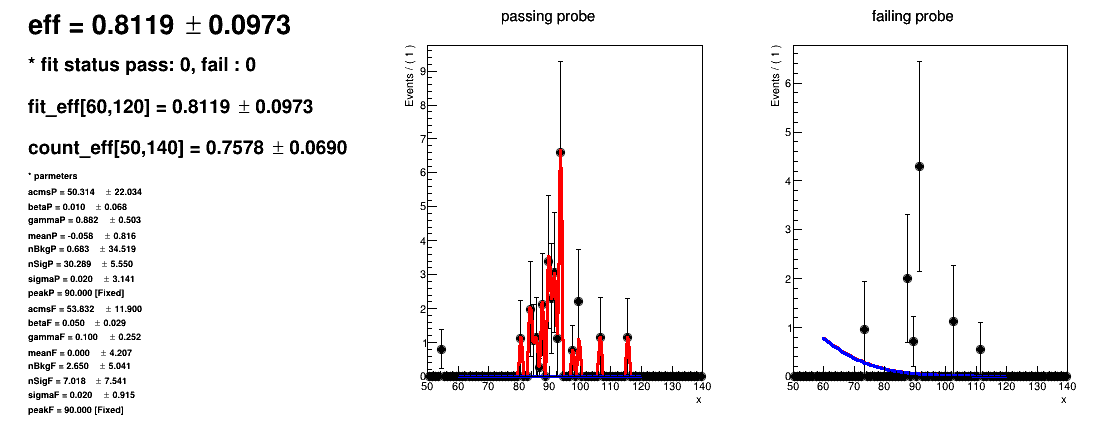 eff = 0.8119 ± 0.0973
* fit status pass: 0, fail : 0
fit_eff[60,120] = 0.8119 ± 0.0973
count_eff[50,140] = 0.7578 ± 0.0690
* parmeters
acmsP = 50.314 ± 22.034
betaP = 0.010 ± 0.068
gammaP = 0.882 ± 0.503
meanP = -0.058 ± 0.816
nBkgP = 0.683 ± 34.519
nSigP = 30.289 ± 5.550
sigmaP = 0.020 ± 3.141
peakP = 90.000 [Fixed]
acmsF = 53.832 ± 11.900
betaF = 0.050 ± 0.029
gammaF = 0.100 ± 0.252
meanF = 0.000 ± 4.207
nBkgF = 2.650 ± 5.041
nSigF = 7.018 ± 7.541
sigmaF = 0.020 ± 0.915
peakF = 90.000 [Fixed]
passing probe
Events / ( 1 )
9
8
7
6
5
4
3
2
1
0
50 60 70 80 90 100 110 120 130 140
x
failing probe
Events / ( 1 )
6
5
4
3
2
1
0
50 60 70 80 90 100 110 120 130 140
x